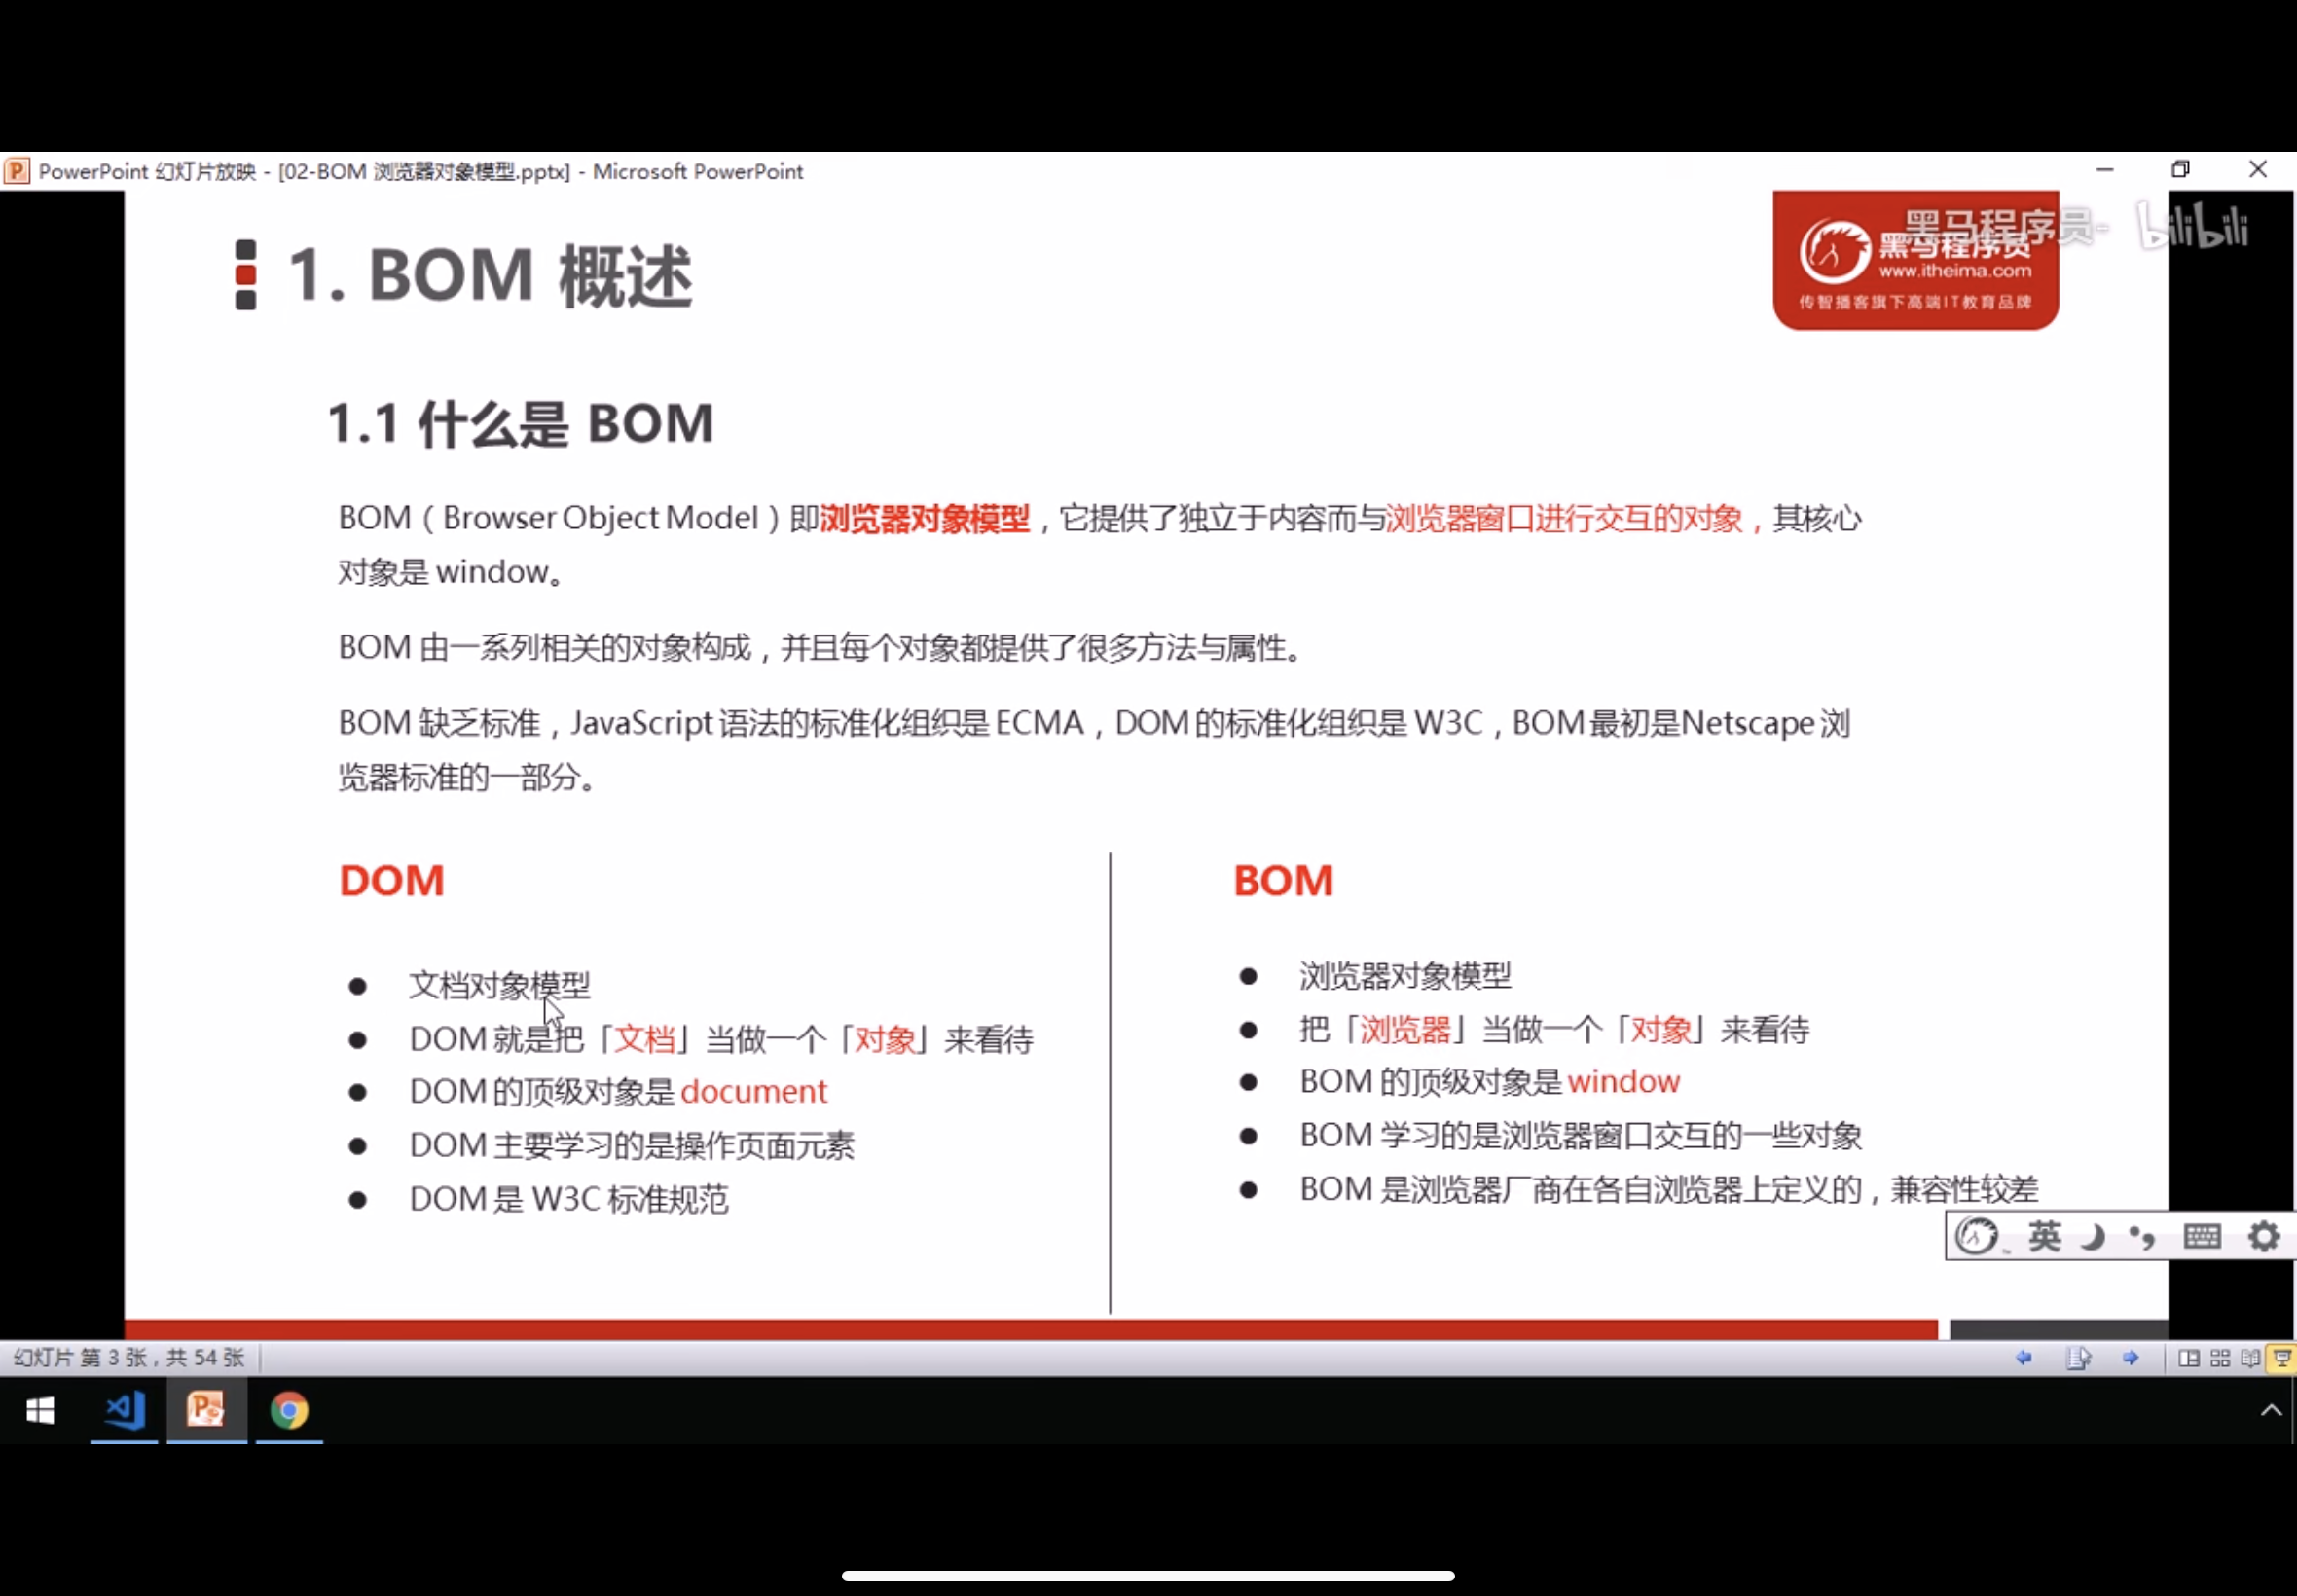 PowerPoint 幻灯片放映 - [02-BOM 浏览器对象模型.pptx] - Microsoft PowerPoint
黑马程序员- bilibili
黑马程序员
www.itheima.com
传智播客旗下高端IT教育品牌
1. BOM 概述
1.1 什么是 BOM
BOM（Browser Object Model）即浏览器对象模型，它提供了独立于内容而与浏览器窗口进行交互的对象，其核心
对象是 window。
BOM 由一系列相关的对象构成，并且每个对象都提供了很多方法与属性。
BOM 缺乏标准，JavaScript 语法的标准化组织是 ECMA，DOM 的标准化组织是 W3C，BOM 最初是Netscape 浏
览器标准的一部分。
DOM
文档对象模型
DOM 就是把「文档」当做一个「对象」来看待
DOM 的顶级对象是 document
DOM 主要学习的是操作页面元素
DOM 是 W3C 标准规范
BOM
浏览器对象模型
把「浏览器」当做一个「对象」来看待
BOM 的顶级对象是 window
BOM 学习的是浏览器窗口交互的一些对象
BOM 是浏览器厂商在各自浏览器上定义的，兼容性较差
英
幻灯片 第 3 张，共 54 张